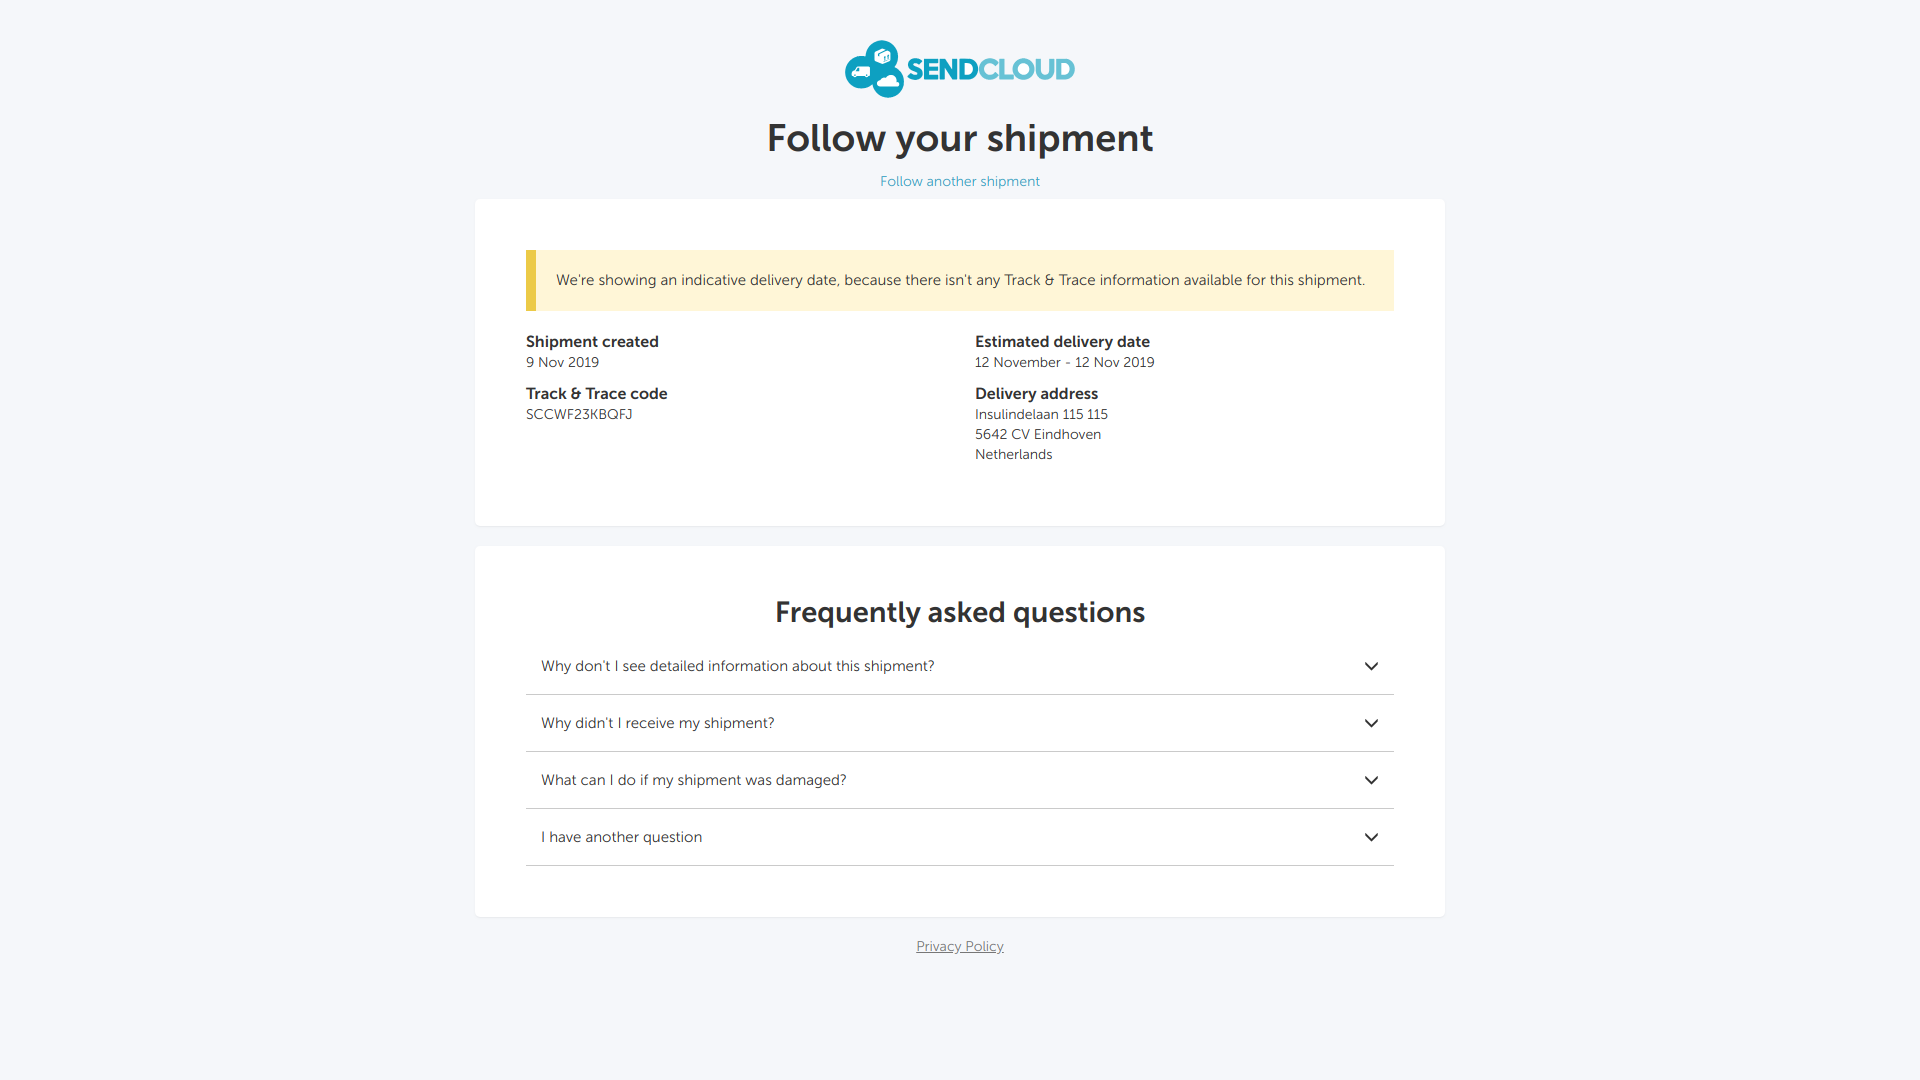 SENDCLOUD
Follow your shipment
Follow another shipment
We're showing an indicative delivery date, because there isn't any Track & Trace information available for this shipment.
Shipment created
9 Nov 2019
Track & Trace code
SCCWF23KBQFJ
Estimated delivery date
12 November - 12 Nov 2019
Delivery address
Insulindelaan 115 115
5642 CV Eindhoven
Netherlands
Frequently asked questions
Why don't I see detailed information about this shipment?
Why didn't I receive my shipment?
What can I do if my shipment was damaged?
I have another question
Privacy Policy